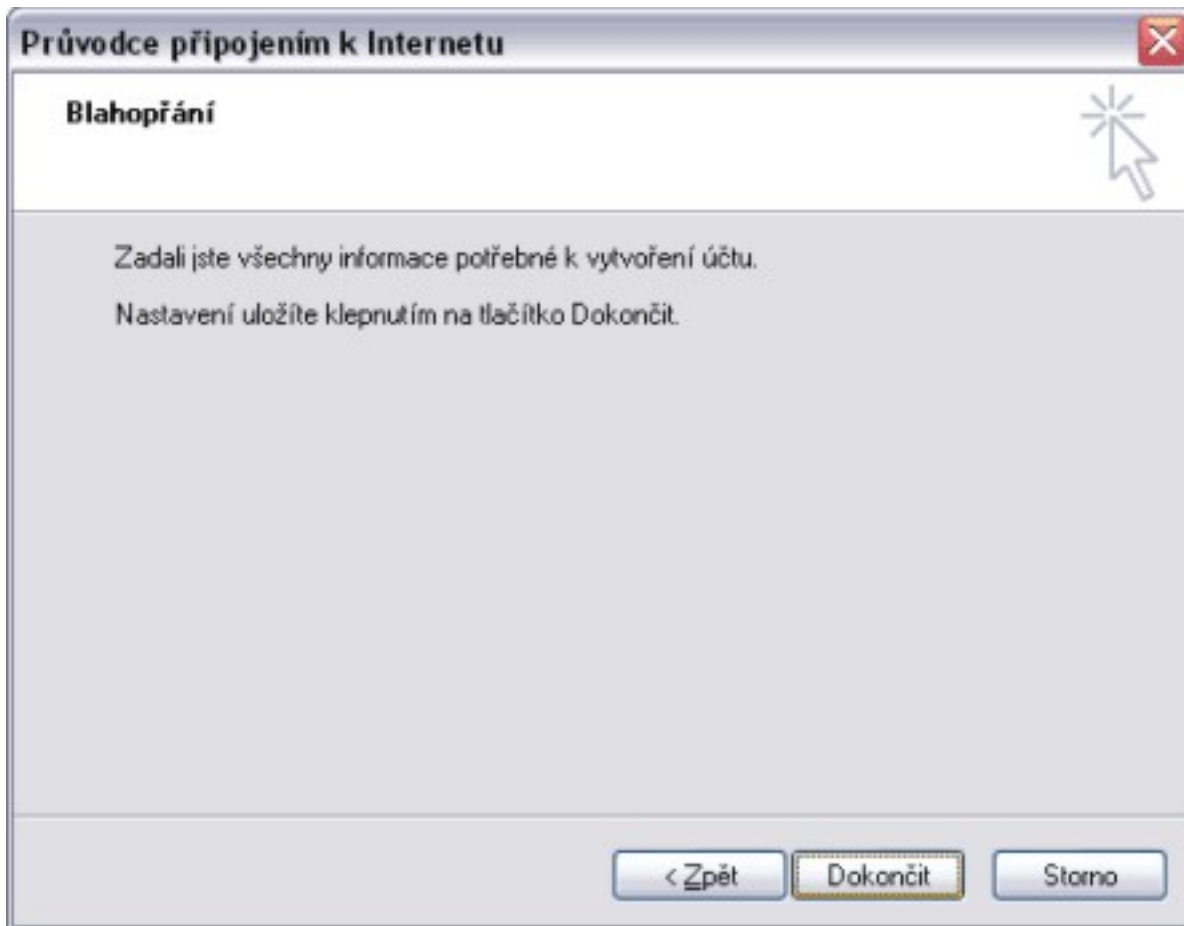 Průvodce připojením k Internetu
Blahopřání
Zadali jste všechny informace potřebné k vytvoření účtu.
Nastavení uložíte klepnutím na tlačítko Dokončit.
< Zpět
Dokončit
Storno